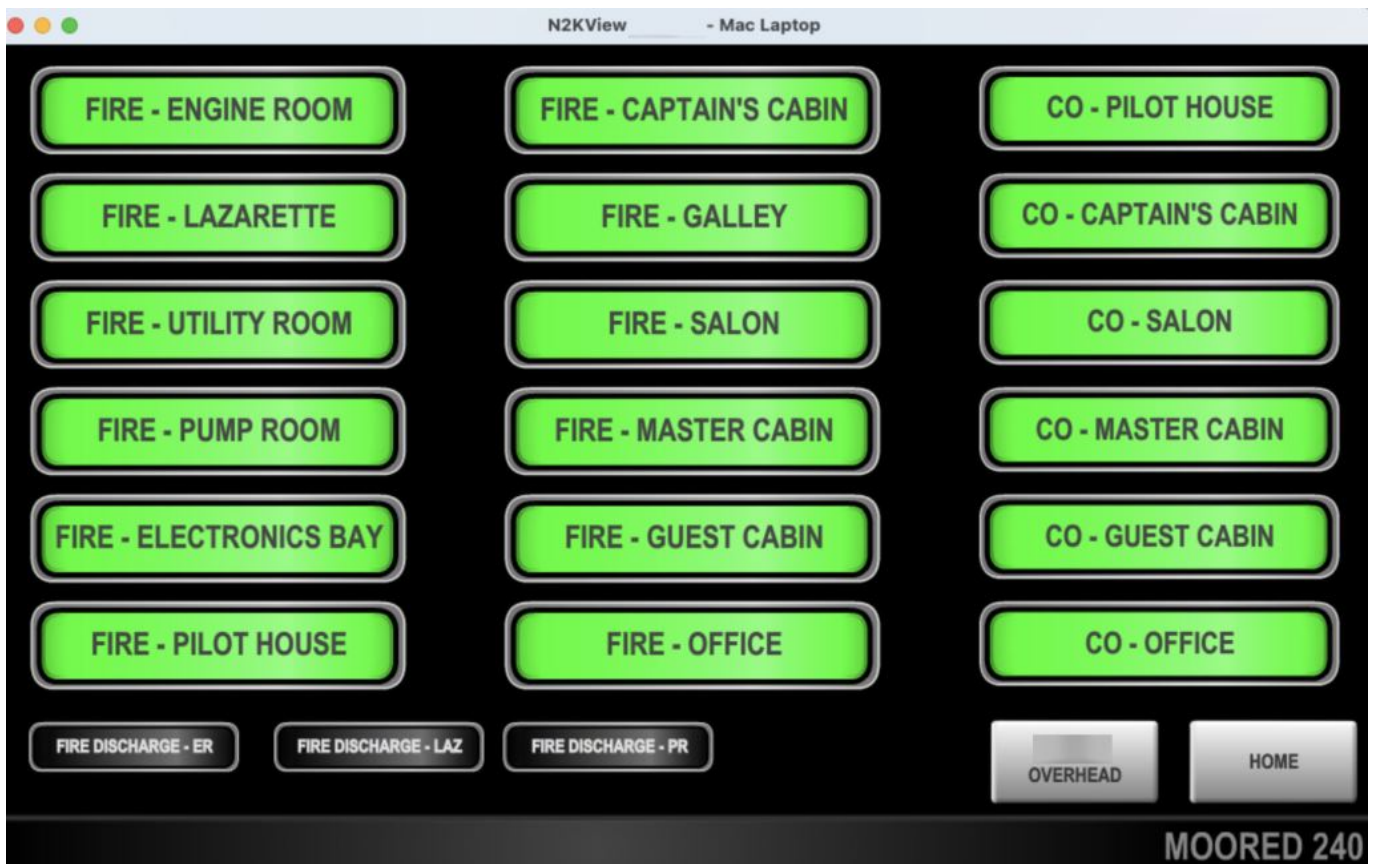 N2KView - Mac Laptop
FIRE - ENGINE ROOM
FIRE - CAPTAIN'S CABIN
CO - PILOT HOUSE
FIRE - LAZARETTE
FIRE - GALLEY
CO - CAPTAIN'S CABIN
FIRE - UTILITY ROOM
FIRE - SALON
CO - SALON
FIRE - PUMP ROOM
FIRE - MASTER CABIN
CO - MASTER CABIN
FIRE - ELECTRONICS BAY
FIRE - GUEST CABIN
CO - GUEST CABIN
FIRE - PILOT HOUSE
FIRE - OFFICE
CO - OFFICE
FIRE DISCHARGE - ER
FIRE DISCHARGE - LAZ
FIRE DISCHARGE - PR
OVERHEAD
HOME
MOORED 240